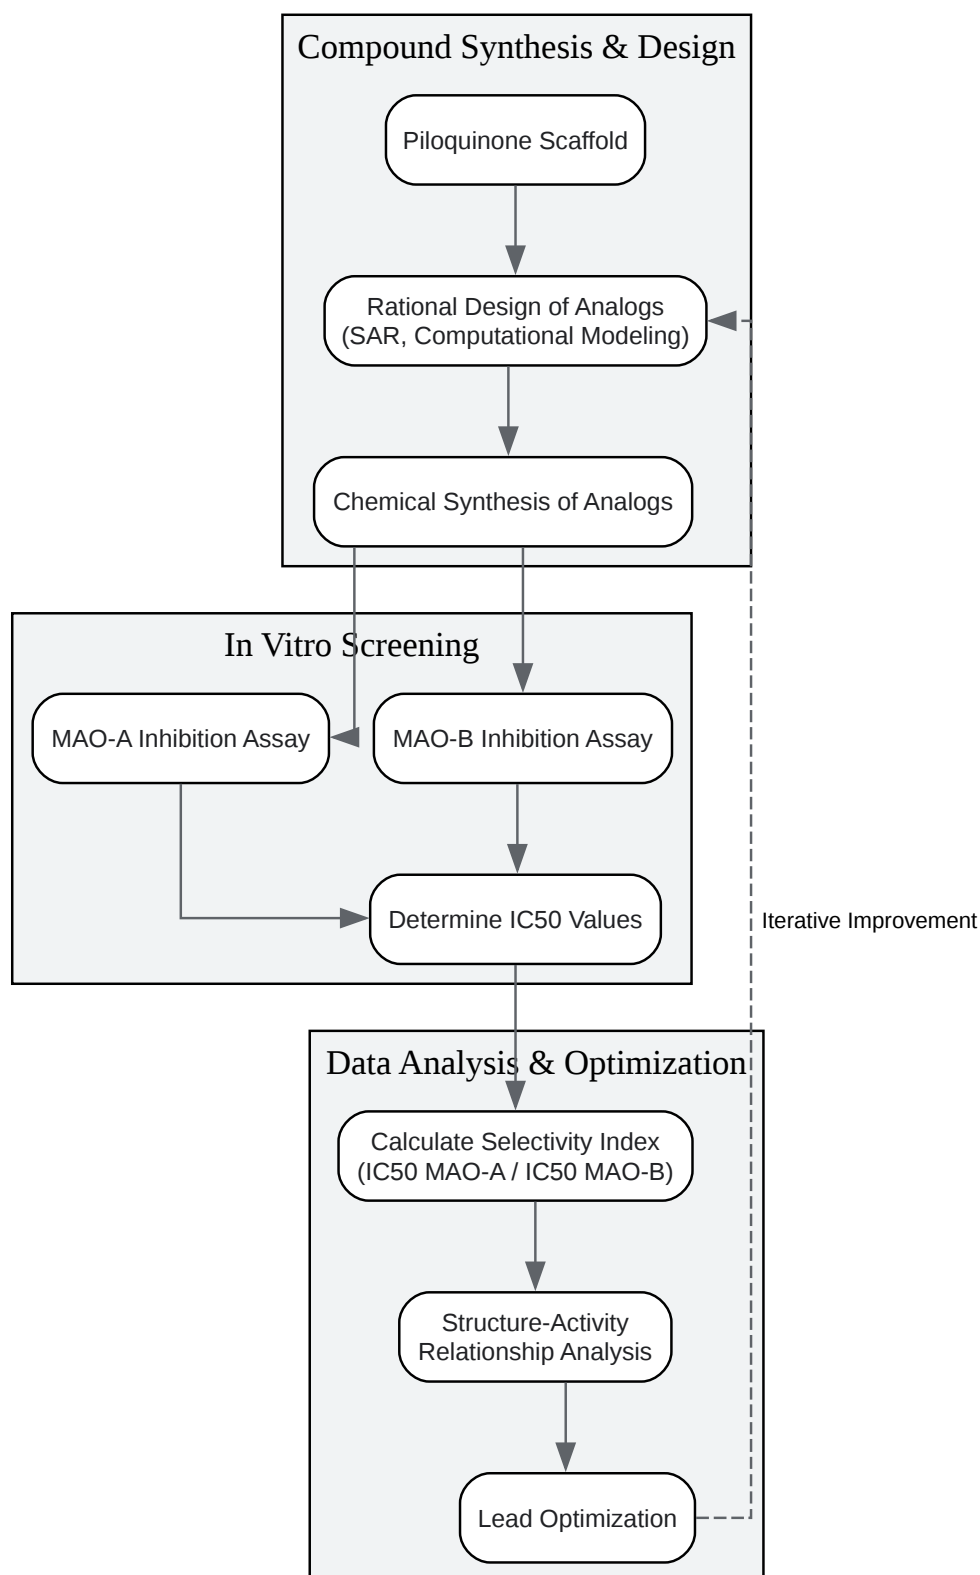 Compound Synthesis & Design
Piloquinone Scaffold
Rational Design of Analogs
(SAR, Computational Modeling)
Chemical Synthesis of Analogs
In Vitro Screening
MAO-A Inhibition Assay
MAO-B Inhibition Assay
Determine IC50 Values
Iterative Improvement
Data Analysis & Optimization
Calculate Selectivity Index
(IC50 MAO-A / IC50 MAO-B)
Structure-Activity
Relationship Analysis
Lead Optimization